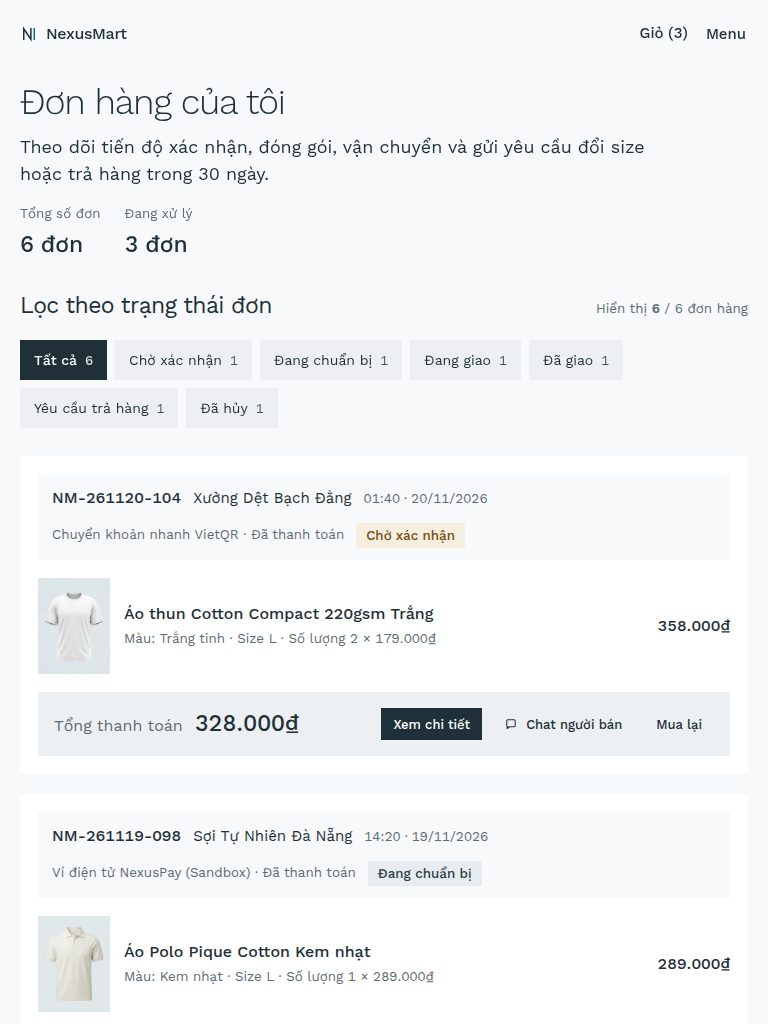 NexusMart
Giỏ (3)
Menu
Đơn hàng của tôi
Theo dõi tiến độ xác nhận, đóng gói, vận chuyển và gửi yêu cầu đổi size
hoặc trả hàng trong 30 ngày.
Tổng số đơn
Đang xử lý
6 đơn
3 đơn
Lọc theo trạng thái đơn
Hiển thị 6 / 6 đơn hàng
Tất cả 6
Chờ xác nhận 1
Đang chuẩn bị 1
Đang giao 1
Đã giao 1
Yêu cầu trả hàng 1
Đã hủy 1
NM-261120-104 Xưởng Dệt Bạch Đằng 01:40 · 20/11/2026
Chuyển khoản nhanh VietQR · Đã thanh toán Chờ xác nhận
Áo thun Cotton Compact 220gsm Trắng
Màu: Trắng tinh · Size L · Số lượng 2 × 179.000₫
358.000₫
Tổng thanh toán 328.000₫
Xem chi tiết
Chat người bán
Mua lại
NM-261119-098 Sợi Tự Nhiên Đà Nẵng 14:20 · 19/11/2026
Ví điện tử NexusPay (Sandbox) · Đã thanh toán Đang chuẩn bị
Áo Polo Pique Cotton Kem nhạt
Màu: Kem nhạt · Size L · Số lượng 1 × 289.000₫
289.000₫